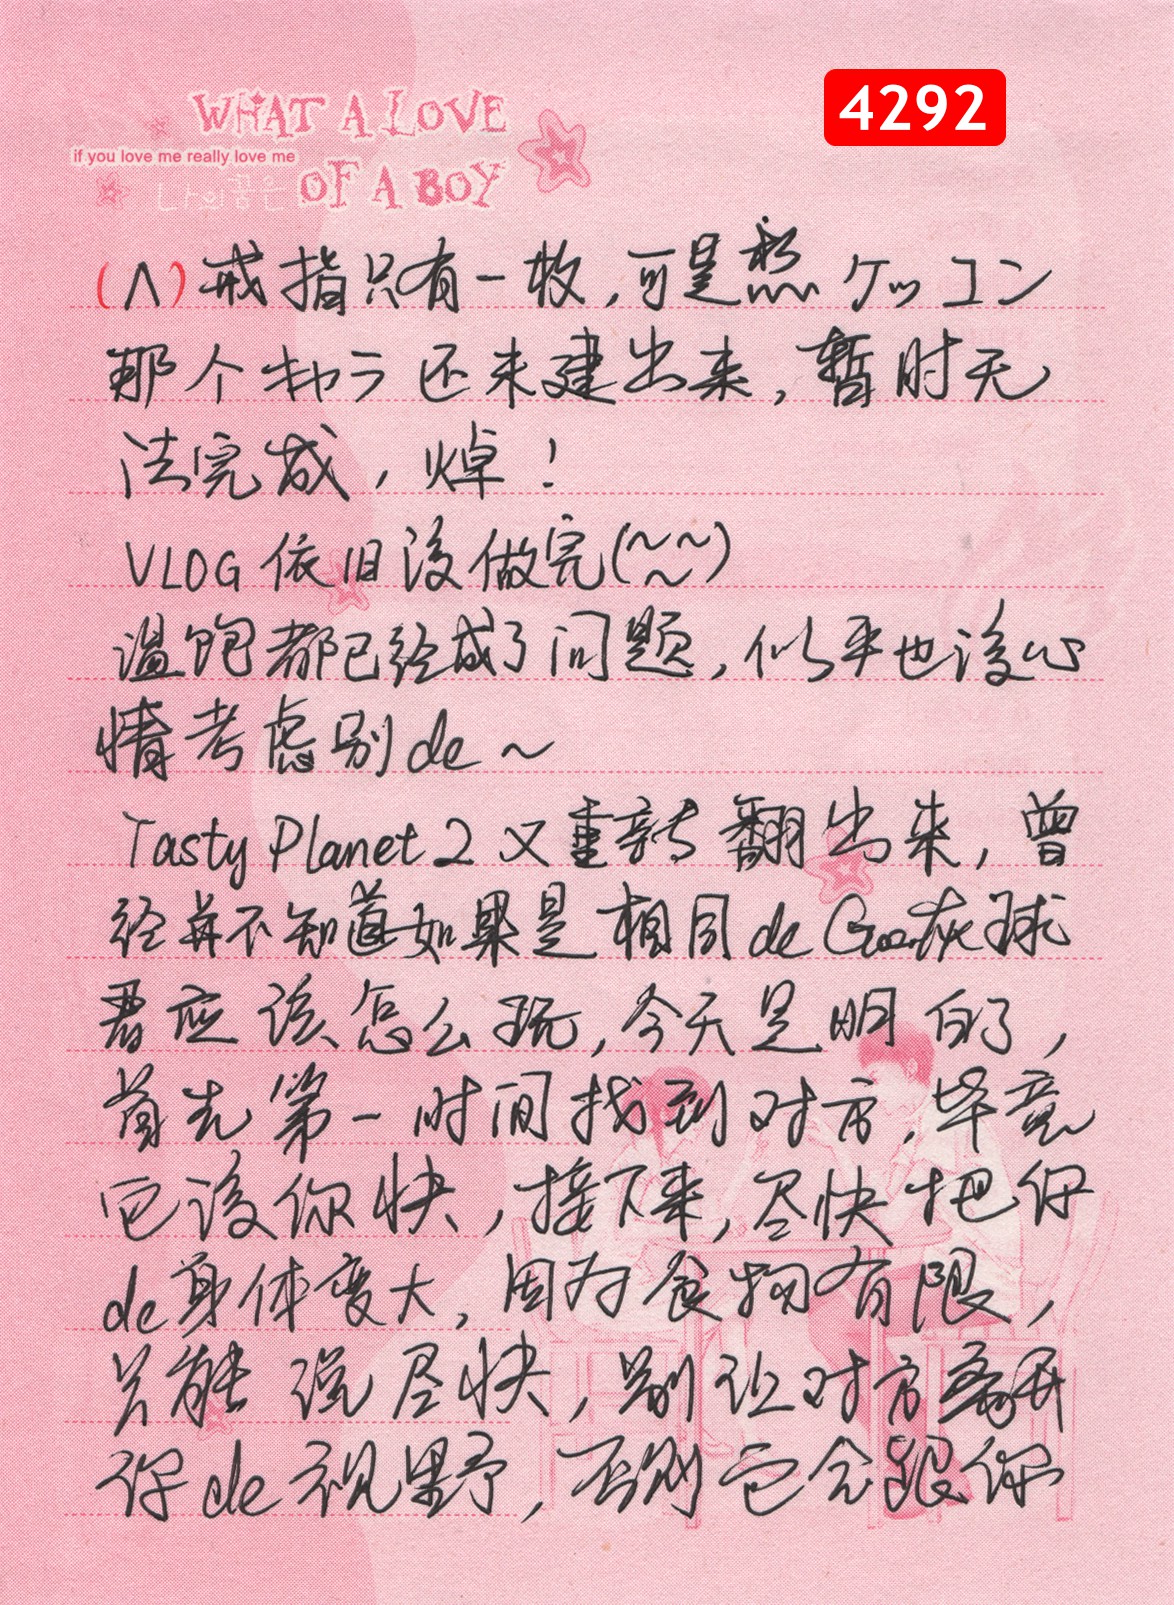 4292
WHAT A LOVE
if you love me really love me
나의꿈은 OF A BOY
(八)戒指只有一枚,可是怒ケッコン
那个キャラ还未建出来,暂时无
法完成,焯!
VLOG依旧没做完(~~~)
温饱都已经成了问题,似乎也没心
情考虑别de~
Tasty Planet 2 又重新翻出来,曾
经并不知道如果是相同de Goo灰球
君应该怎么玩,今天是明白了,
首先第一时间找到对方,毕竟
它没你快,接下来,尽快把你
de身体变大,因为食物有限,
只能说尽快,别让对方离开
你de视野,否则它会跟你